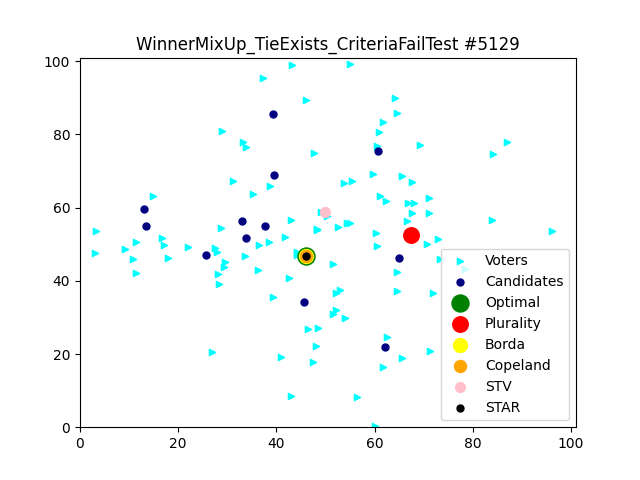 WinnerMixUp_TieExists_CriteriaFailTest #5129
100
80
60
40
20
0
0 20 40 60 80 100
Voters
Candidates
Optimal
Plurality
Borda
Copeland
STV
STAR